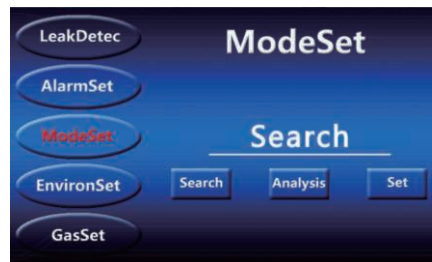 LeakDetec
AlarmSet
ModeSet
EnvironSet
GasSet
ModeSet
Search
Search Analysis Set